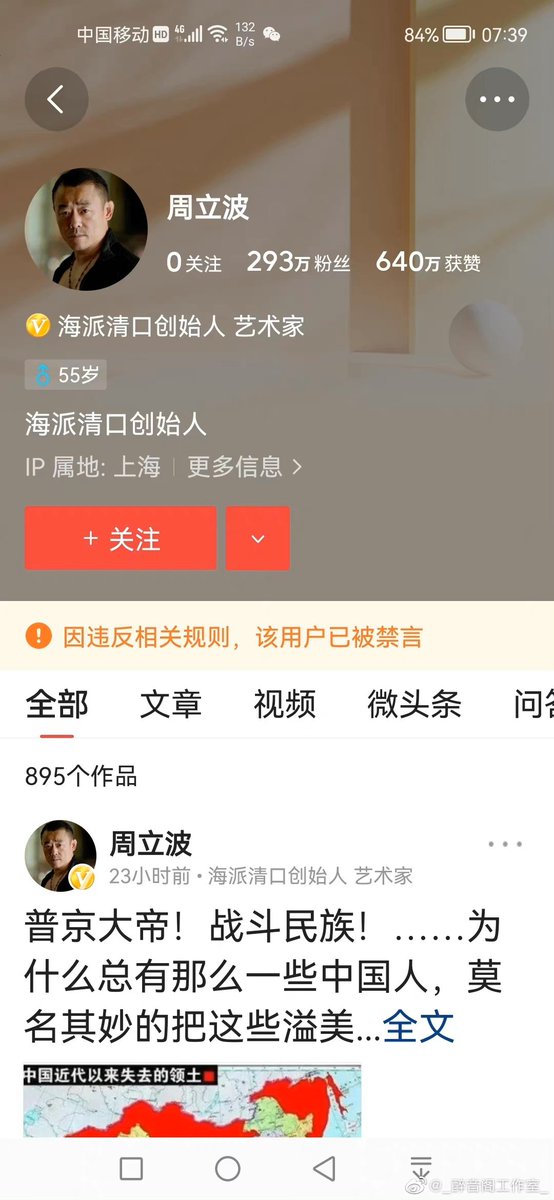 中国移动 HD 4G 132 B/s 84% 07:39
周立波
0关注 293万粉丝 640万获赞
海派清口创始人 艺术家
55岁
海派清口创始人
IP 属地: 上海 更多信息
+ 关注
因违反相关规则，该用户已被禁言
全部 文章 视频 微头条 问答
895个作品
周立波
23小时前 · 海派清口创始人 艺术家
普京大帝！战斗民族！……为
什么总有那么一些中国人，莫
名其妙的把这些溢美...全文
中国近代以来失去的领土
@_辭音阁工作室_